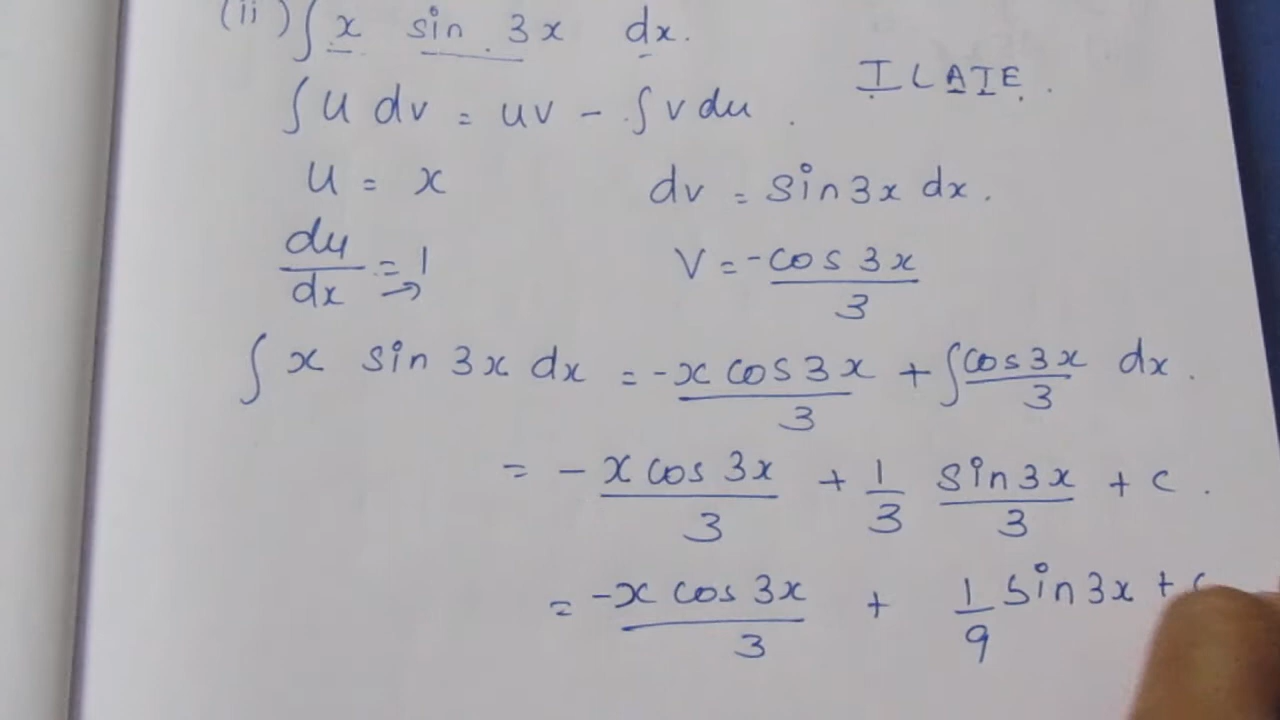 (ii) ∫ x sin 3x dx.
I L A T E .
∫ u dv = uv - ∫ v du .
u = x dv = sin 3x dx .
du/dx = 1 v = -cos 3x/3
∫ x sin 3x dx = -x cos 3x/3 + ∫ cos 3x/3 dx .
= - x cos 3x/3 + 1/3 sin 3x/3 + c .
= -x cos 3x/3 + 1/9 sin 3x +